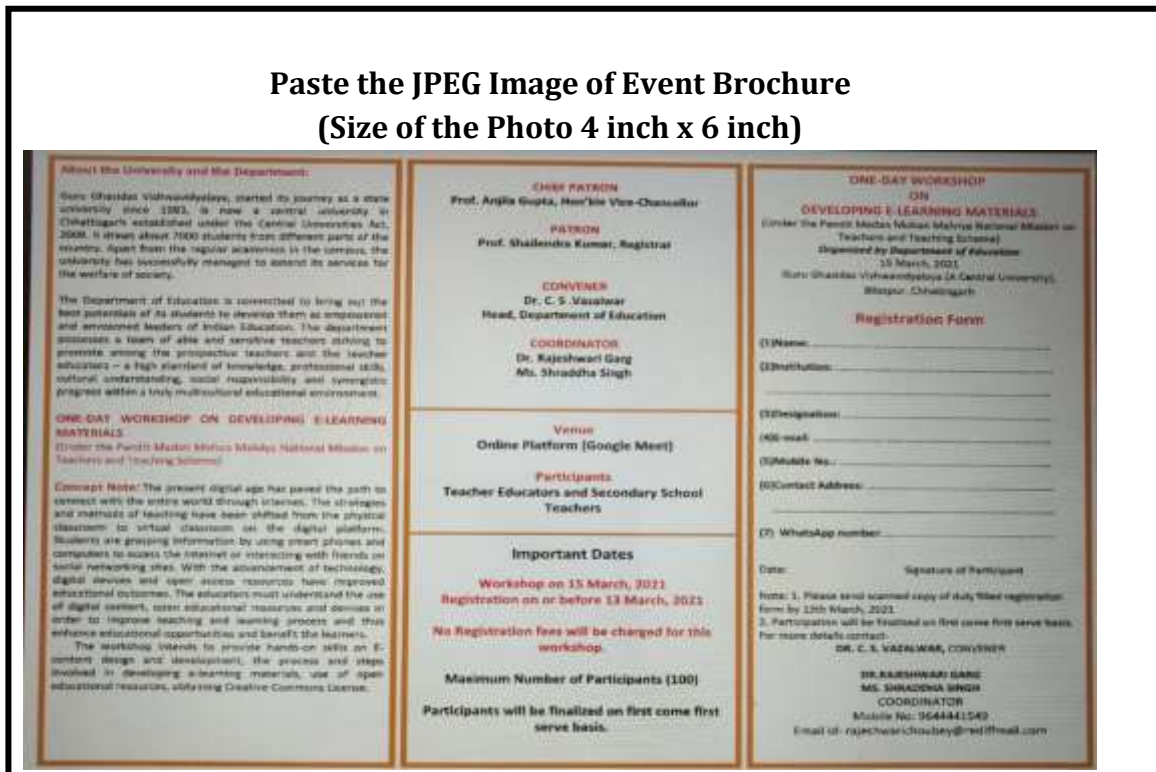 Paste the JPEG Image of Event Brochure
(Size of the Photo 4 inch x 6 inch)
About the University and the Department:
Guru Ghasidas Vishwavidyalaya, started its journey as a state
university since 1983, is now a central university in
Chhattisgarh established under the Central Universities Act,
2009. It draws about 7000 students from different parts of the
country. Apart from the regular academics in the campus, the
university has successfully managed to extend its services for
the welfare of society.
The Department of Education is committed to bring out the
best potentials of its students to develop them as empowered
and envisioned leaders of Indian Education. The department
possesses a team of able and sensitive teachers striving to
promote among the prospective teachers and the teacher
educators – a high standard of knowledge, professional skills,
cultural understanding, social responsibility and synergistic
progress within a truly multicultural educational environment.
ONE-DAY WORKSHOP ON DEVELOPING E-LEARNING
MATERIALS
(Under the Pandit Madan Mohan Malviya National Mission on
Teachers and Teaching Scheme)
Concept Note: The present digital age has paved the path to
connect with the entire world through internet. The strategies
and methods of teaching have been shifted from the physical
classroom to virtual classroom on the digital platform.
Students are grasping information by using smart phones and
computers to access the internet or interacting with friends on
social networking sites. With the advancement of technology,
digital devices and open access resources have improved
educational outcomes. The educators must understand the use
of digital content, open educational resources and devices in
order to improve teaching and learning process and thus
enhance educational opportunities and benefit the learners.
The workshop intends to provide hands-on skills on E-
content design and development, the process and steps
involved in developing e-learning materials, use of open
educational resources, obtaining Creative Commons License.
CHIEF PATRON
Prof. Anjila Gupta, Hon'ble Vice-Chancellor
PATRON
Prof. Shailendra Kumar, Registrar
CONVENER
Dr. C. S .Vazalwar
Head, Department of Education
COORDINATOR
Dr. Rajeshwari Garg
Ms. Shraddha Singh
Venue
Online Platform (Google Meet)
Participants
Teacher Educators and Secondary School
Teachers
Important Dates
Workshop on 15 March, 2021
Registration on or before 13 March, 2021
No Registration fees will be charged for this
workshop.
Maximum Number of Participants (100)
Participants will be finalized on first come first
serve basis.
ONE-DAY WORKSHOP
ON
DEVELOPING E-LEARNING MATERIALS
(Under the Pandit Madan Mohan Malviya National Mission on
Teachers and Teaching Scheme)
Organized by Department of Education
15 March, 2021
Guru Ghasidas Vishwavidyalaya (A Central University),
Bilaspur, Chhattisgarh
Registration Form
(1)Name:
(2)Institution:
(3)Designation:
(4)E-mail:
(5)Mobile No.:
(6)Contact Address:
(7) WhatsApp number:
Date: Signature of Participant
Note: 1. Please send scanned copy of duly filled registration
form by 13th March, 2021
2. Participation will be finalized on first come first serve basis.
For more details contact-
DR. C. S. VAZALWAR, CONVENER
DR.RAJESHWARI GARG
MS. SHRADDHA SINGH
COORDINATOR
Mobile No: 9644441549
Email id- rajeshwarichoubey@rediffmail.com